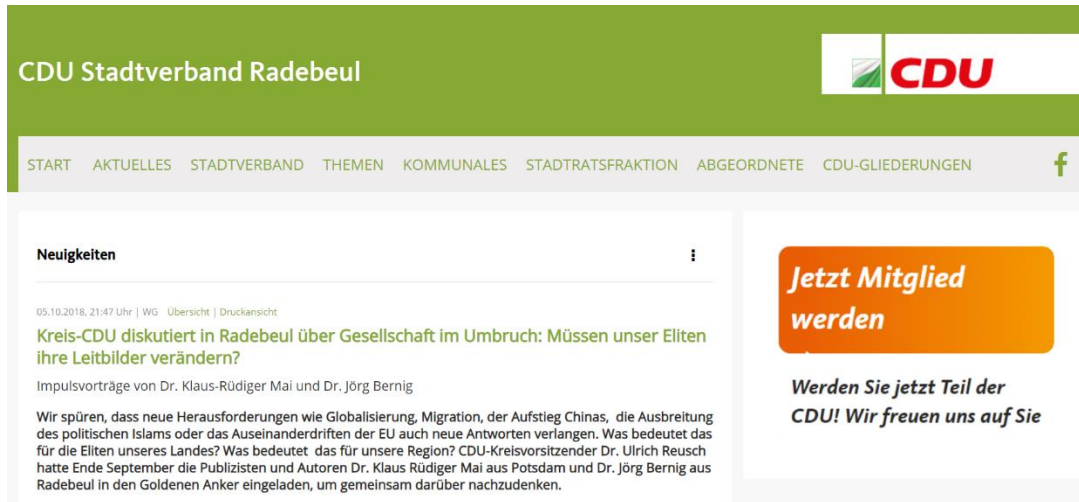 CDU Stadtverband Radebeul
CDU
START AKTUELLES STADTVERBAND THEMEN KOMMUNALES STADTRATSFRAKTION ABGEORDNETE CDU-GLIEDERUNGEN f
Neuigkeiten
05.10.2018, 21:47 Uhr | WG Übersicht | Druckansicht
Kreis-CDU diskutiert in Radebeul über Gesellschaft im Umbruch: Müssen unser Eliten
ihre Leitbilder verändern?
Impulsvorträge von Dr. Klaus-Rüdiger Mai und Dr. Jörg Bernig
Wir spüren, dass neue Herausforderungen wie Globalisierung, Migration, der Aufstieg Chinas, die Ausbreitung
des politischen Islams oder das Auseinanderdriften der EU auch neue Antworten verlangen. Was bedeutet das
für die Eliten unseres Landes? Was bedeutet das für unsere Region? CDU-Kreisvorsitzender Dr. Ulrich Reusch
hatte Ende September die Publizisten und Autoren Dr. Klaus Rüdiger Mai aus Potsdam und Dr. Jörg Bernig aus
Radebeul in den Goldenen Anker eingeladen, um gemeinsam darüber nachzudenken.
Jetzt Mitglied
werden
Werden Sie jetzt Teil der
CDU! Wir freuen uns auf Sie